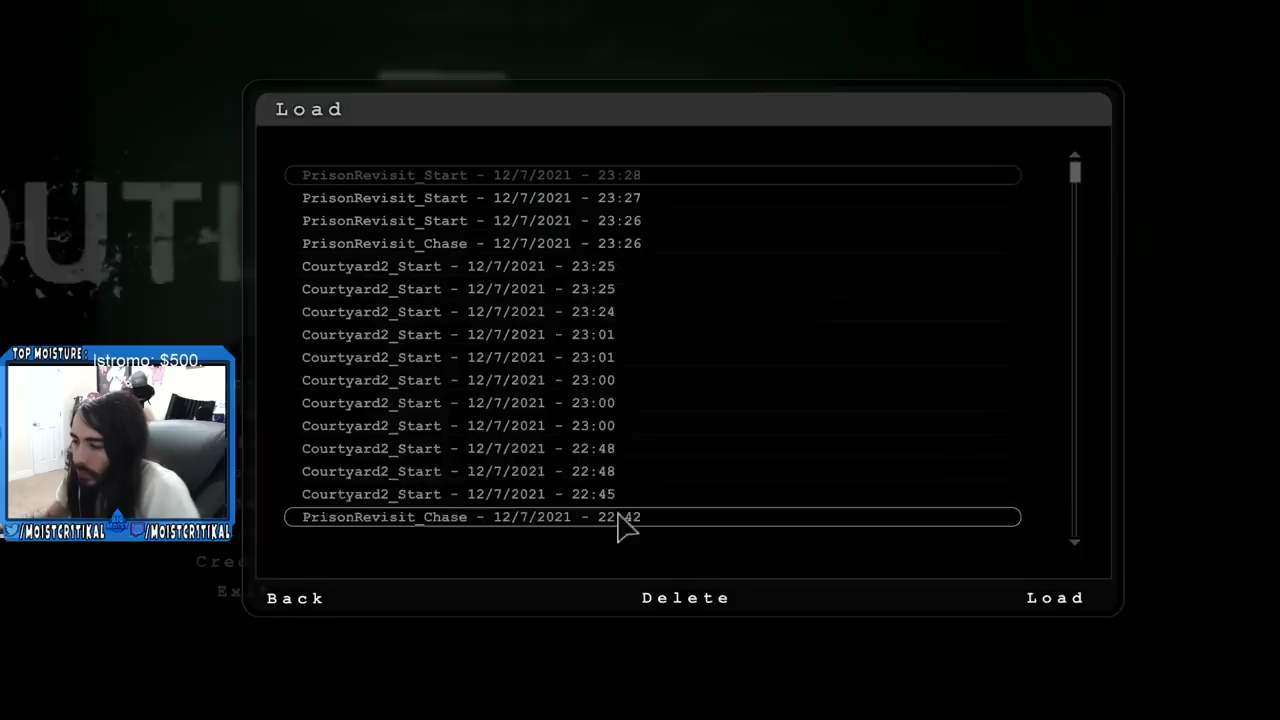 Load
PrisonRevisit_Start - 12/7/2021 - 23:28
PrisonRevisit_Start - 12/7/2021 - 23:27
PrisonRevisit_Start - 12/7/2021 - 23:26
PrisonRevisit_Chase - 12/7/2021 - 23:26
Courtyard2_Start - 12/7/2021 - 23:25
Courtyard2_Start - 12/7/2021 - 23:25
Courtyard2_Start - 12/7/2021 - 23:24
Courtyard2_Start - 12/7/2021 - 23:01
Courtyard2_Start - 12/7/2021 - 23:01
Courtyard2_Start - 12/7/2021 - 23:00
Courtyard2_Start - 12/7/2021 - 23:00
Courtyard2_Start - 12/7/2021 - 23:00
Courtyard2_Start - 12/7/2021 - 22:48
Courtyard2_Start - 12/7/2021 - 22:48
Courtyard2_Start - 12/7/2021 - 22:45
PrisonRevisit_Chase - 12/7/2021 - 22:42
Back Delete Load
OUTL
TOP MOISTURE: lstromo: $500.
BIG MOIST
/MOISTCR1TIKAL /MOISTCR1TIKAL
Cre
Ex